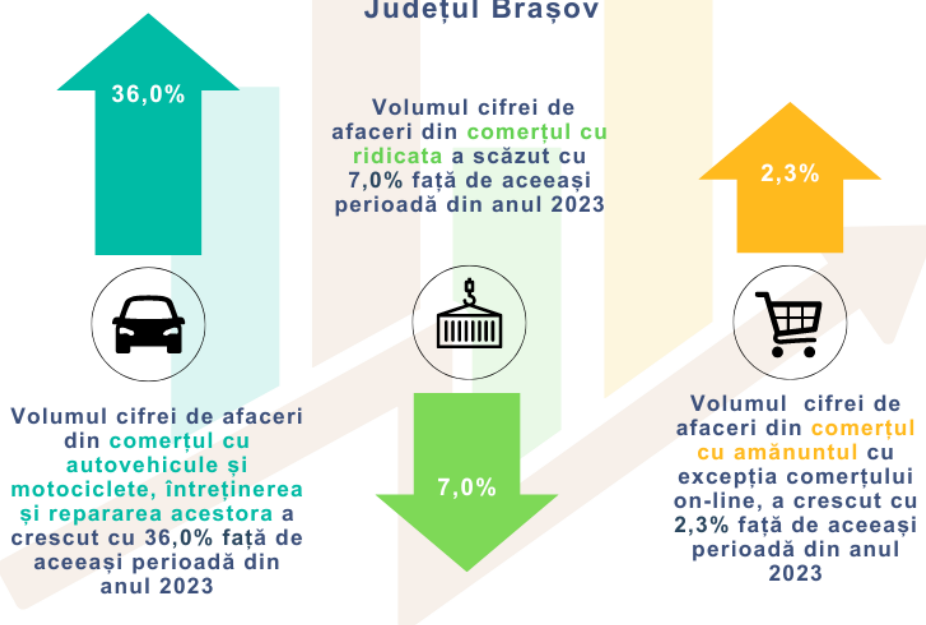 Județul Brașov
36,0%
Volumul cifrei de
afaceri din comerțul cu
ridicata a scăzut cu
7,0% față de aceeași
perioadă din anul 2023
2,3%
Volumul cifrei de afaceri
din comerțul cu
autovehicule și
motociclete, întreținerea
și repararea acestora a
crescut cu 36,0% față de
aceeași perioadă din
anul 2023
7,0%
Volumul cifrei de
afaceri din comerțul
cu amănuntul cu
excepția comerțului
on-line, a crescut cu
2,3% față de aceeași
perioadă din anul
2023